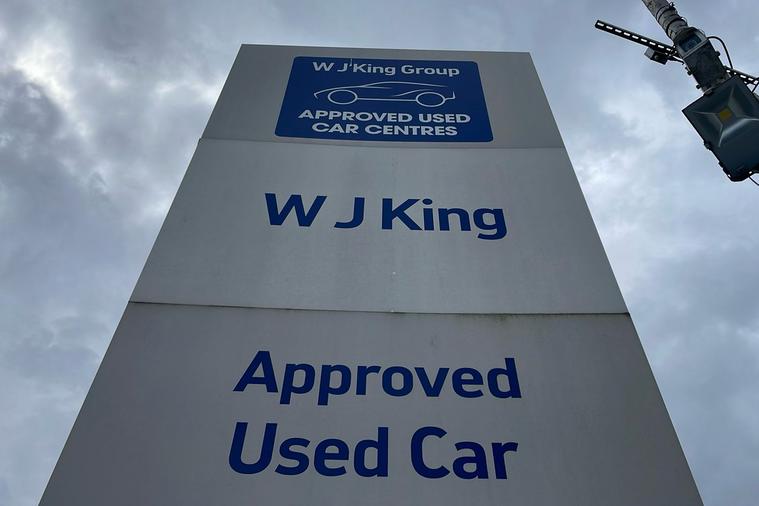 W J King Group
APPROVED USED
CAR CENTRES
W J King
Approved
Used Car